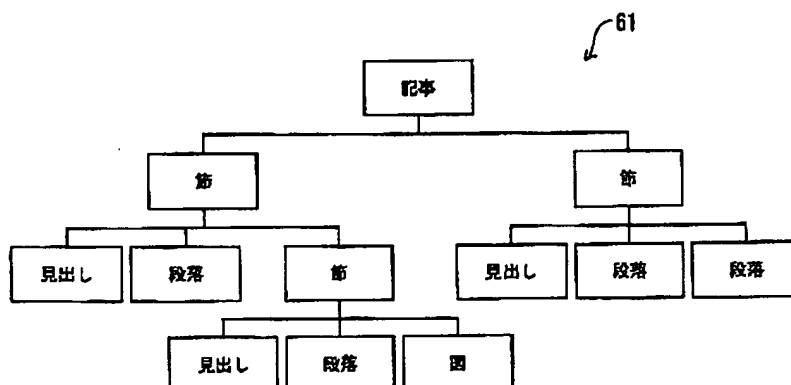 61
記事
節 節
見出し 段落 節 見出し 段落 段落
見出し 段落 図